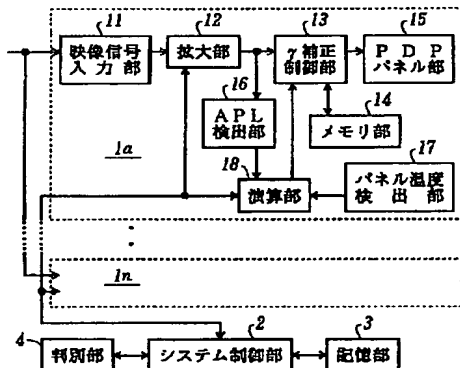 11
映像信号
入力部
12
拡大部
13
γ補正
制御部
15
PDP
パネル部
16
APL
検出部
14
メモリ部
1a
18
演算部
17
パネル温度
検出部
1n
4
判別部
2
システム制御部
3
記憶部